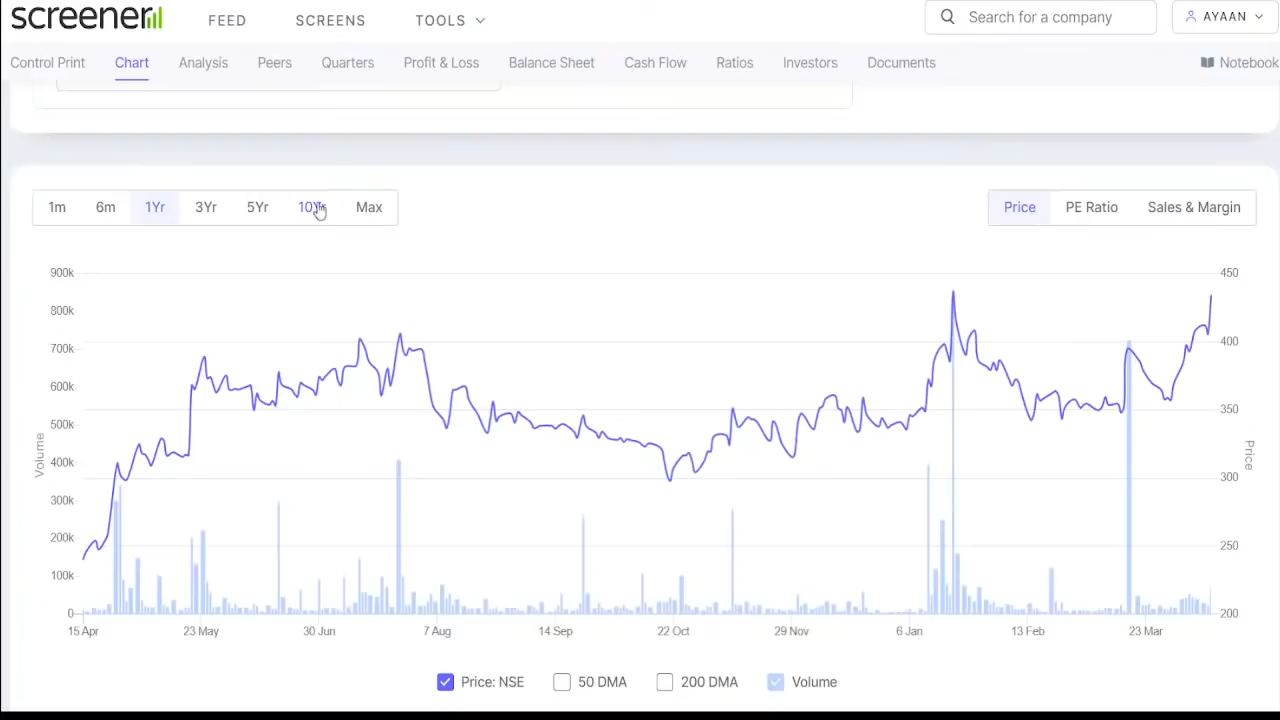 screener FEED SCREENS TOOLS Search for a company AYAAN
Control Print Chart Analysis Peers Quarters Profit & Loss Balance Sheet Cash Flow Ratios Investors Documents Notebook
1m 6m 1Yr 3Yr 5Yr 10Yr Max Price PE Ratio Sales & Margin
900k 450
800k
700k 400
600k
500k 350
400k
300k 300
200k 250
100k
0 200
Volume
Price
15 Apr 23 May 30 Jun 7 Aug 14 Sep 22 Oct 29 Nov 6 Jan 13 Feb 23 Mar
Price: NSE 50 DMA 200 DMA Volume